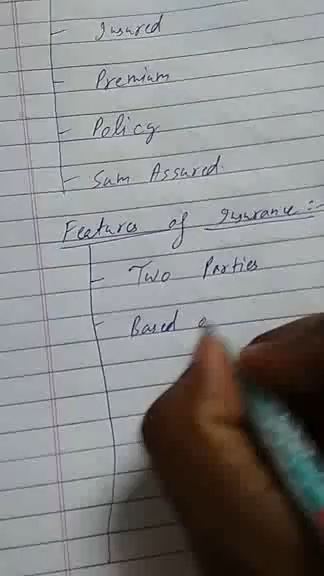 - Insured
- Premium
- Policy
- Sum Assured.
Features of Insurance :-
- Two Parties
- Based